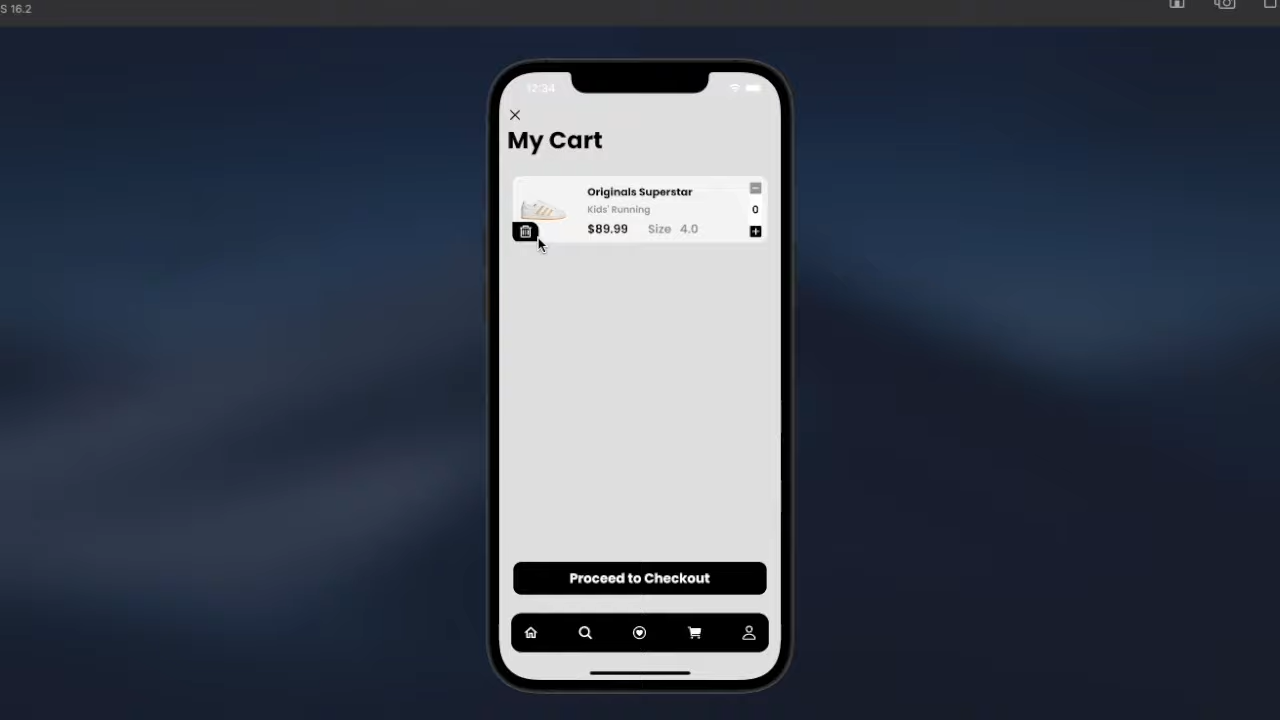 S 16.2
12:34
My Cart
Originals Superstar
Kids' Running
0
$89.99 Size 4.0
Proceed to Checkout